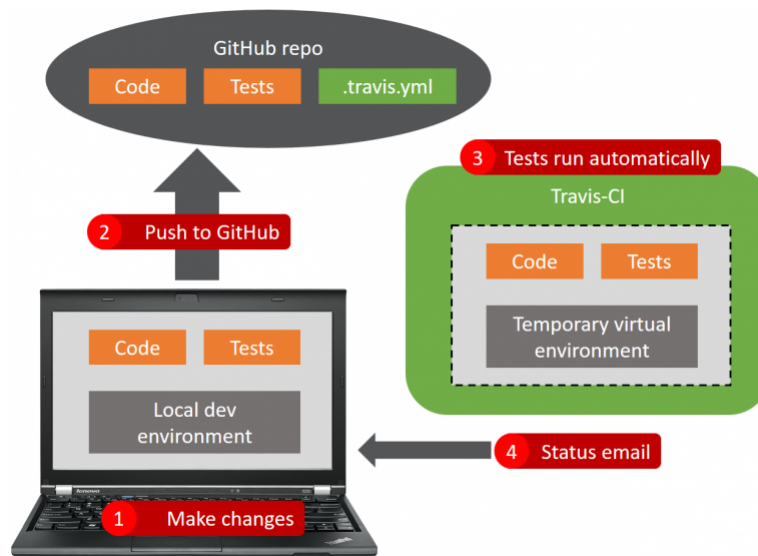 GitHub repo
Code
Tests
.travis.yml
3
Tests run automatically
Travis-CI
2
Push to GitHub
Code
Tests
Temporary virtual
environment
Code
Tests
Local dev
environment
4
Status email
lenovo
1
Make changes
ThinkPad